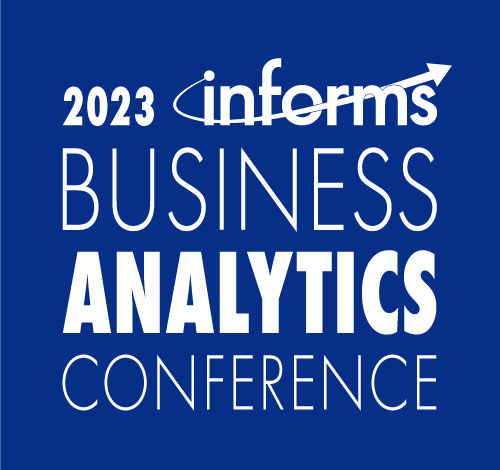 2023 informs
BUSINESS
ANALYTICS
CONFERENCE